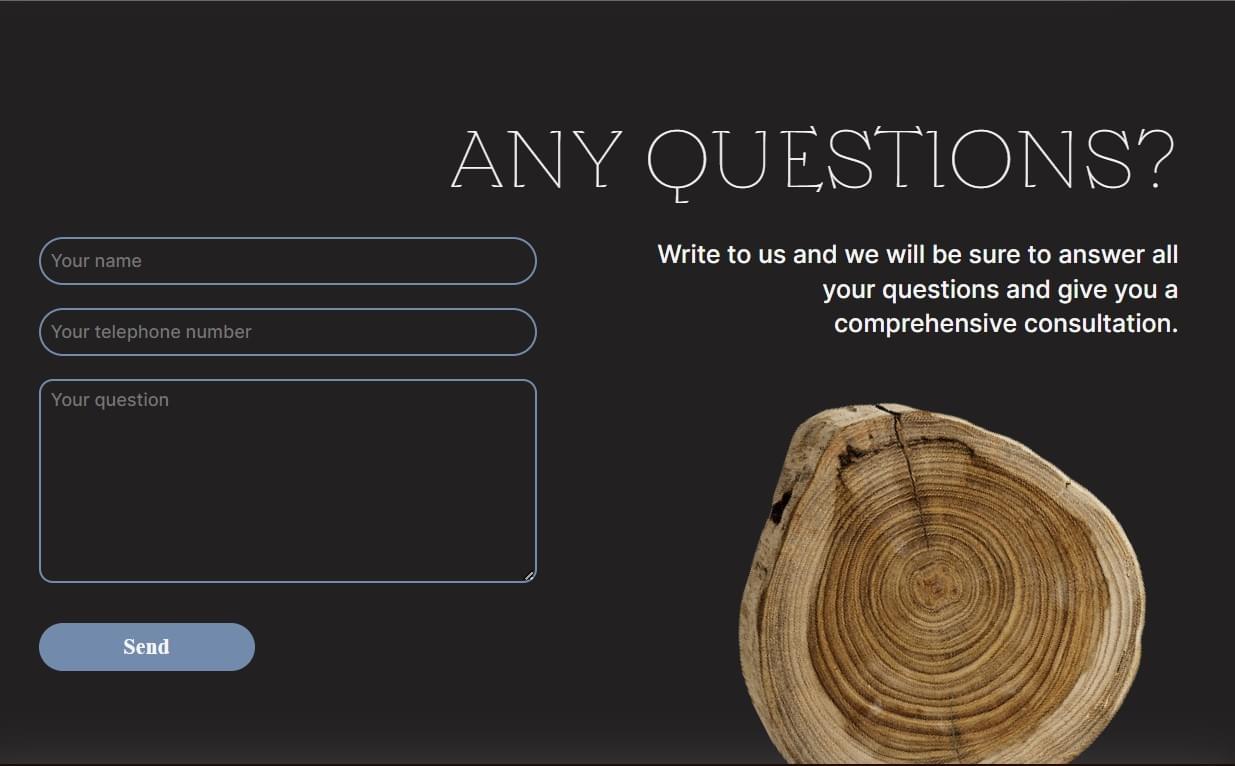 ANY QUESTIONS?
Your name
Your telephone number
Your question
Send
Write to us and we will be sure to answer all
your questions and give you a
comprehensive consultation.